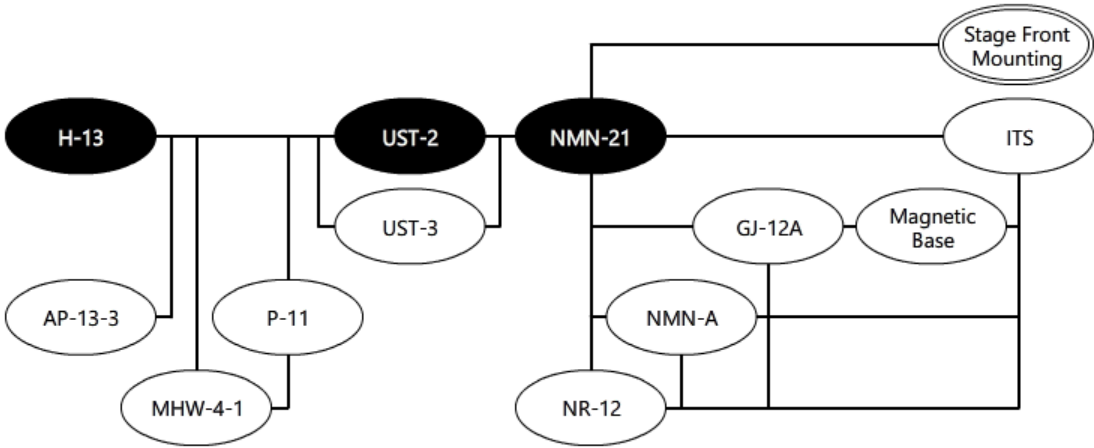 Stage Front
Mounting
H-13
UST-2
NMN-21
ITS
UST-3
GJ-12A
Magnetic
Base
AP-13-3
P-11
NMN-A
MHW-4-1
NR-12